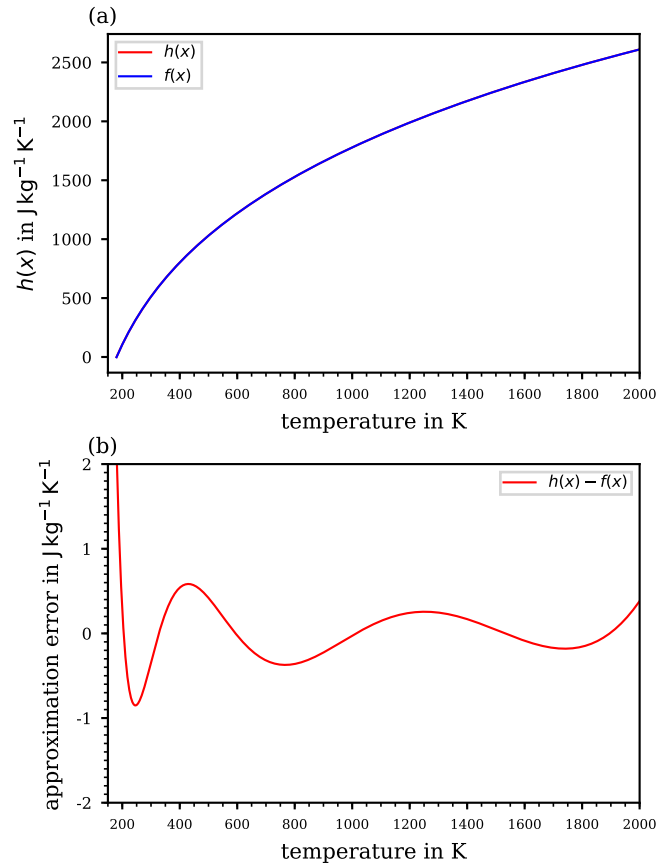 (a)
h(x)
f(x)
h(x) in J kg⁻¹ K⁻¹
2500
2000
1500
1000
500
0
200 400 600 800 1000 1200 1400 1600 1800 2000
temperature in K
(b)
h(x) − f(x)
approximation error in J kg⁻¹ K⁻¹
2
1
0
-1
-2
200 400 600 800 1000 1200 1400 1600 1800 2000
temperature in K